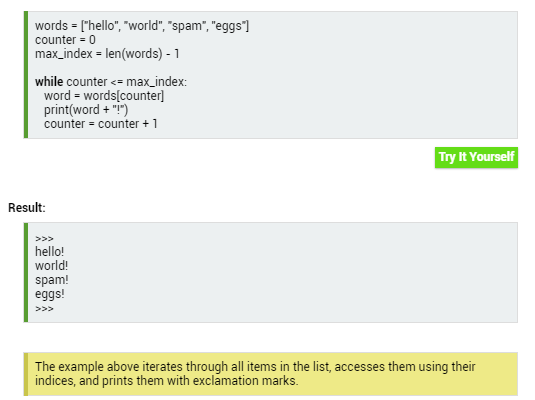 words = ["hello", "world", "spam", "eggs"]
counter = 0
max_index = len(words) - 1
while counter <= max_index:
word = words[counter]
print(word + "!")
counter = counter + 1
Try It Yourself
Result:
>>>
hello!
world!
spam!
eggs!
>>>
The example above iterates through all items in the list, accesses them using their
indices, and prints them with exclamation marks.